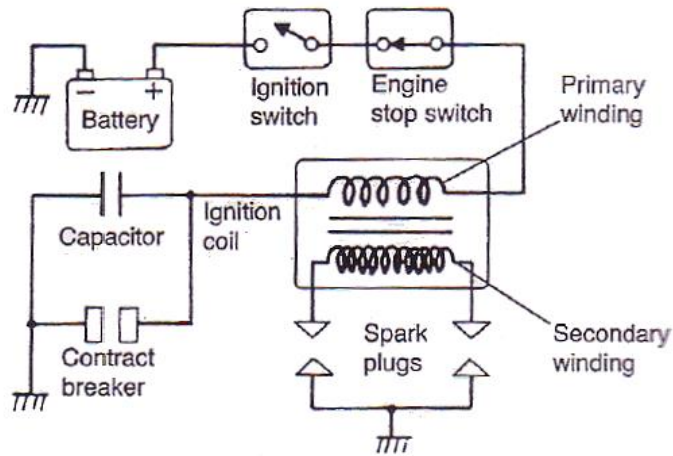 Battery
− +
Ignition
switch
Engine
stop switch
Primary
winding
Capacitor
Ignition
coil
Contract
breaker
Spark
plugs
Secondary
winding